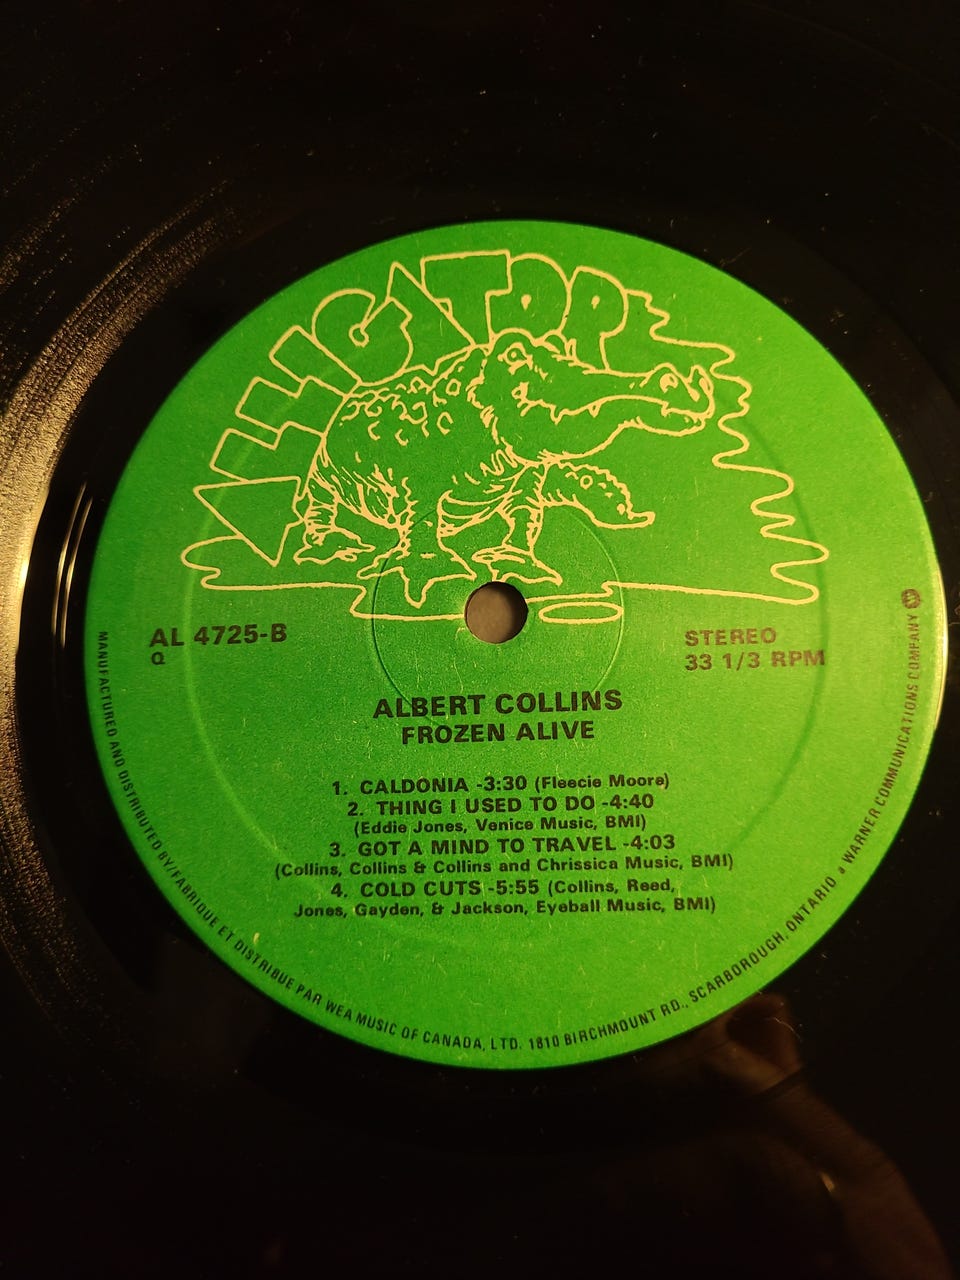 ALLIGATOR
AL 4725-B
Q
STEREO
33 1/3 RPM
ALBERT COLLINS
FROZEN ALIVE
1. CALDONIA -3:30 (Fleecie Moore)
2. THING I USED TO DO -4:40
(Eddie Jones, Venice Music, BMI)
3. GOT A MIND TO TRAVEL -4:03
(Collins, Collins & Collins and Chrissica Music, BMI)
4. COLD CUTS -5:55 (Collins, Reed,
Jones, Gayden, & Jackson, Eyeball Music, BMI)
MANUFACTURED AND DISTRIBUTED BY/FABRIQUE ET DISTRIBUE PAR WEA MUSIC OF CANADA, LTD. 1810 BIRCHMOUNT RD., SCARBOROUGH, ONTARIO a WARNER COMMUNICATIONS COMPANY